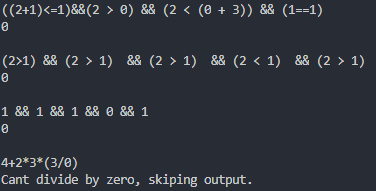 ((2+1)<=1)&&(2 > 0) && (2 < (0 + 3)) && (1==1)
0
(2>1) && (2 > 1)  && (2 > 1)  && (2 < 1)  && (2 > 1)
0
1 && 1 && 1 && 0 && 1
0
4+2*3*(3/0)
Cant divide by zero, skiping output.